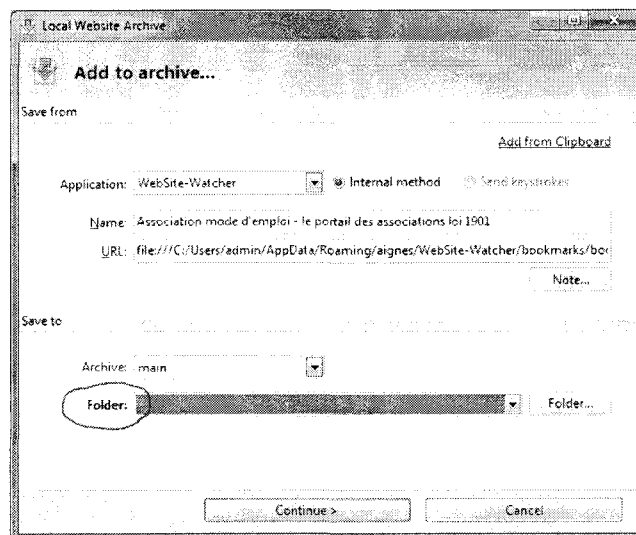 Local Website Archive
Add to archive...
Save from
Add from Clipboard
Application: WebSite-Watcher Internal method Send keystrokes
Name: Association mode d'emploi - le portail des associations loi 1901
URL: file:///C:/Users/admin/AppData/Roaming/aignes/WebSite-Watcher/bookmarks/boo
Note...
Save to
Archive: main
Folder: Folder...
Continue > Cancel